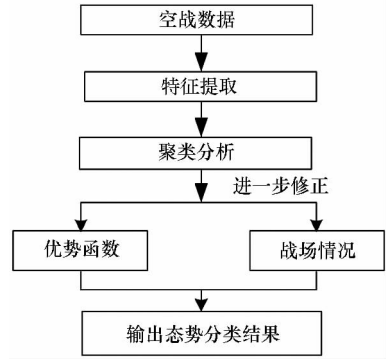 空战数据
特征提取
聚类分析
进一步修正
优势函数
战场情况
输出态势分类结果